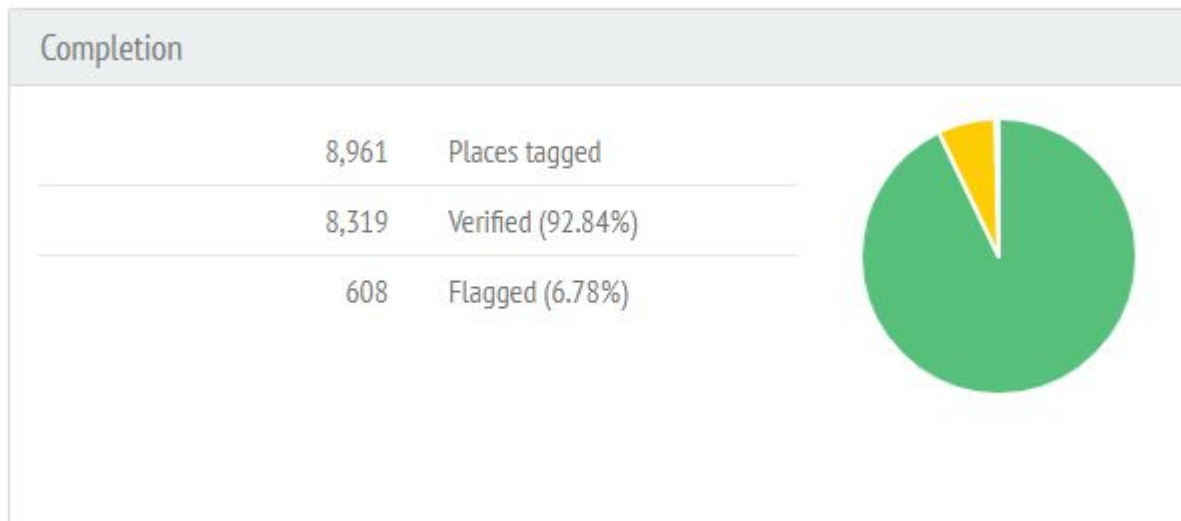 Completion
8,961 Places tagged
8,319 Verified (92.84%)
608 Flagged (6.78%)